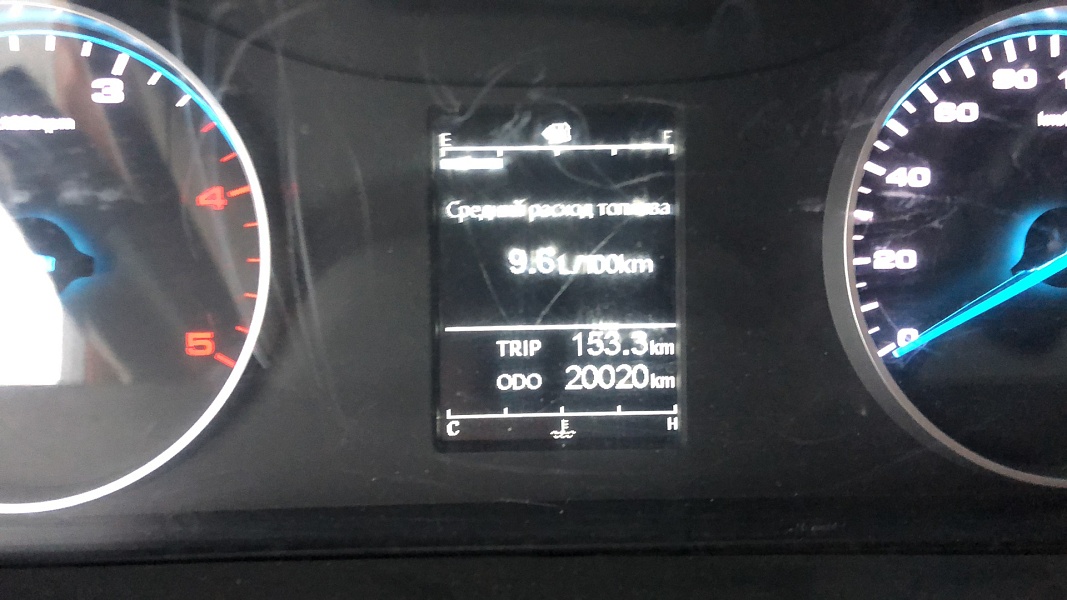 E F
Средний расход топлива
9.6 L/100km
TRIP 153.3 km
ODO 20020 km
C H
3
4
5
80
60
40
20
0